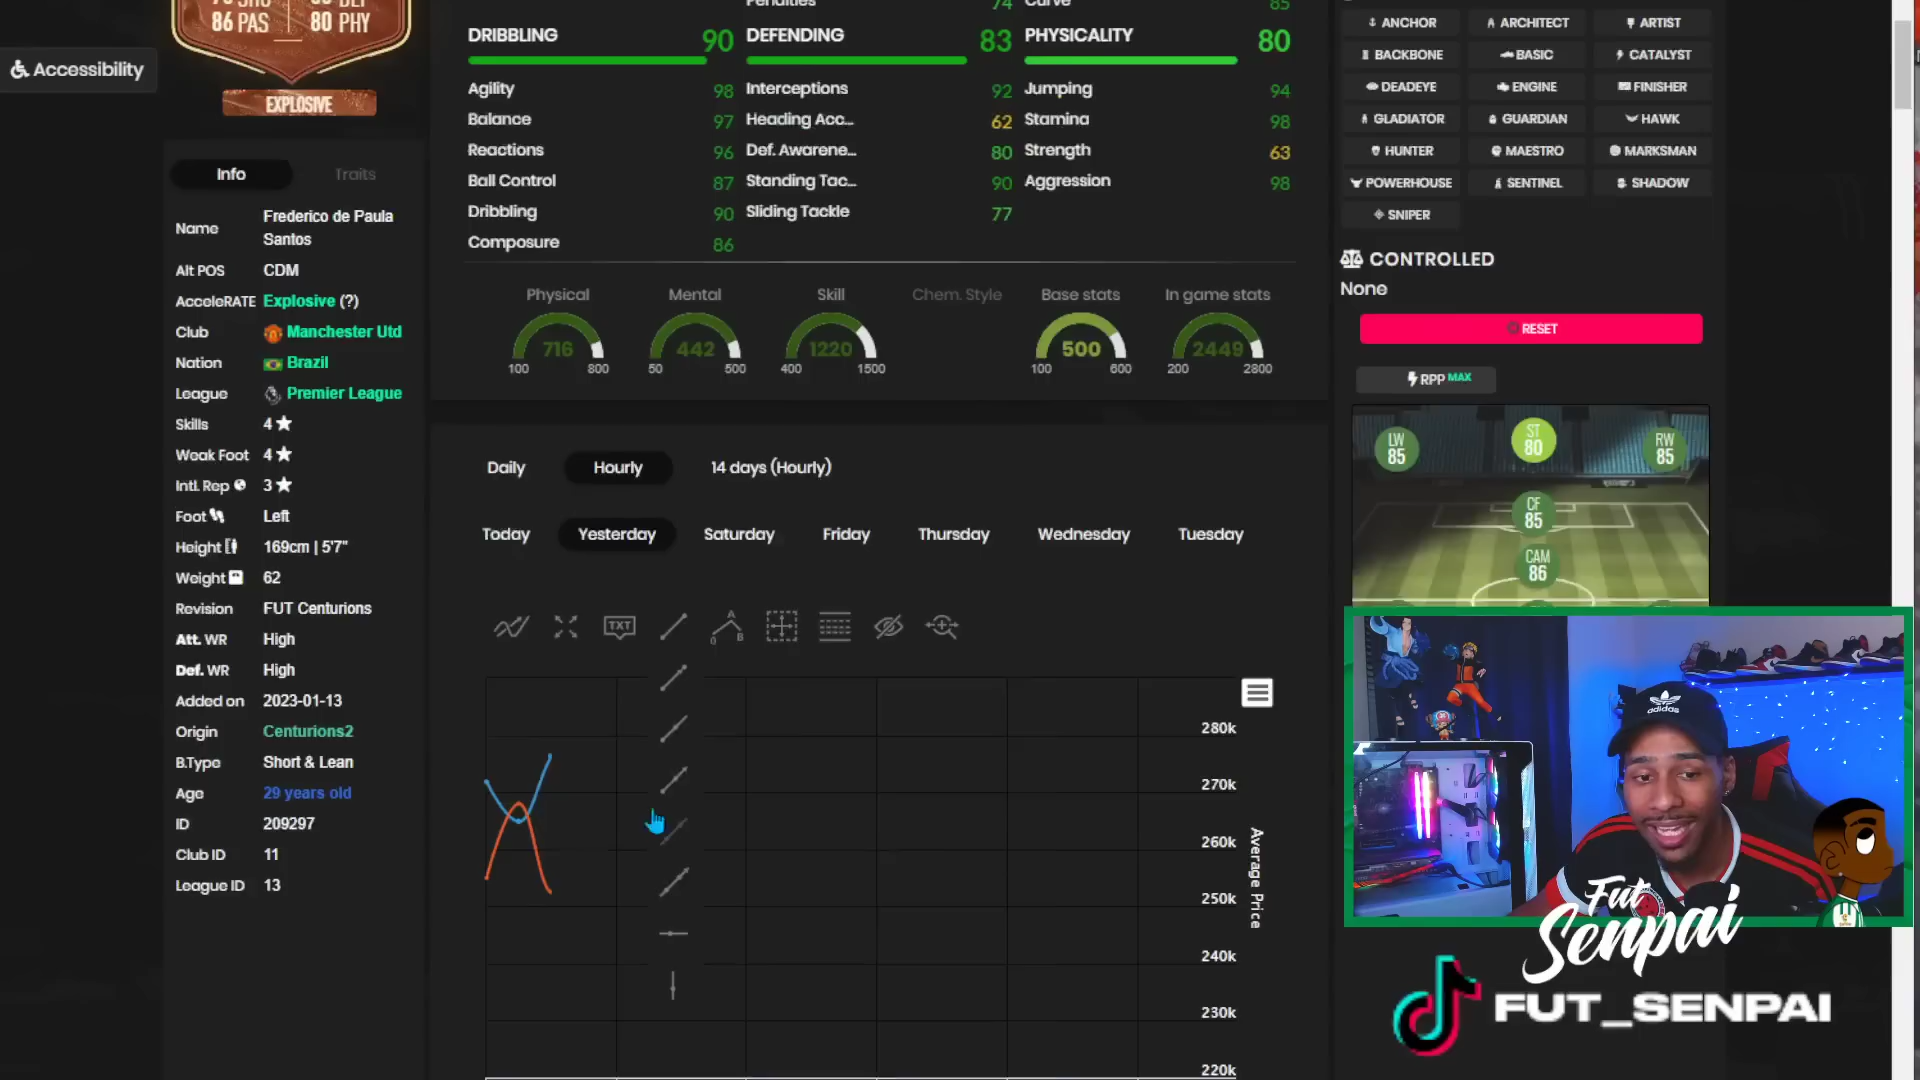 86 PAS
80 PHY
EXPLOSIVE
Accessibility
Info
Traits
Name Frederico de Paula Santos
Alt POS CDM
AcceleRATE Explosive (?)
Club Manchester Utd
Nation Brazil
League Premier League
Skills 4
Weak Foot 4
Intl. Rep 3
Foot Left
Height 169cm | 5'7"
Weight 62
Revision FUT Centurions
Att. WR High
Def. WR High
Added on 2023-01-13
Origin Centurions2
B.Type Short & Lean
Age 29 years old
ID 209297
Club ID 11
League ID 13
Penalties 74
Curve 85
DRIBBLING 90
Agility 98
Balance 97
Reactions 96
Ball Control 87
Dribbling 90
Composure 86
DEFENDING 83
Interceptions 92
Heading Acc... 62
Def. Awarene... 80
Standing Tac... 90
Sliding Tackle 77
PHYSICALITY 80
Jumping 94
Stamina 98
Strength 63
Aggression 98
Physical
716
100 800
Mental
442
50 500
Skill
1220
400 1500
Chem. Style
Base stats
500
100 600
In game stats
2449
200 2800
Daily Hourly 14 days (Hourly)
Today Yesterday Saturday Friday Thursday Wednesday Tuesday
TXT
A
0 B
280k
270k
260k
250k
240k
230k
220k
Average Price
ANCHOR ARCHITECT ARTIST
BACKBONE BASIC CATALYST
DEADEYE ENGINE FINISHER
GLADIATOR GUARDIAN HAWK
HUNTER MAESTRO MARKSMAN
POWERHOUSE SENTINEL SHADOW
SNIPER
CONTROLLED
None
RESET
RPP MAX
LW
85
ST
80
RW
85
CF
85
CAM
86
adidas
Fut
Senpai
FUT_SENPAI